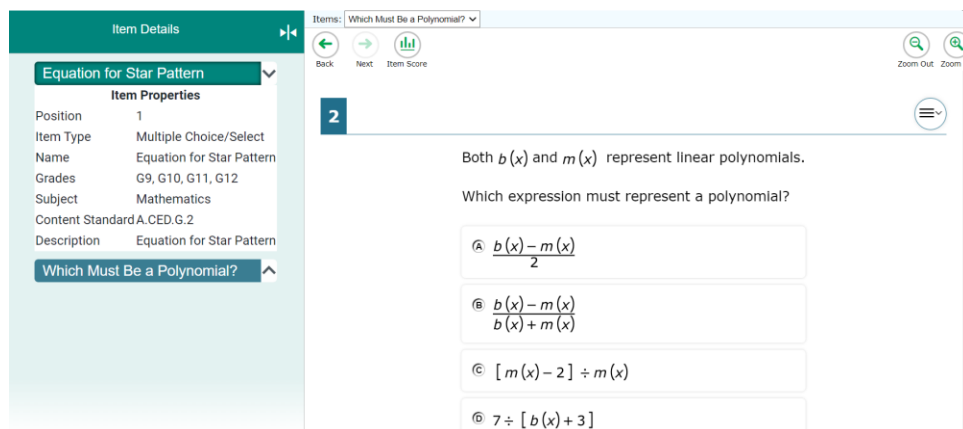 Item Details
Equation for Star Pattern
Item Properties
Position 1
Item Type Multiple Choice/Select
Name Equation for Star Pattern
Grades G9, G10, G11, G12
Subject Mathematics
Content Standard A.CED.G.2
Description Equation for Star Pattern
Which Must Be a Polynomial?
Items: Which Must Be a Polynomial?
Back Next Item Score
Zoom Out Zoom
2
Both b(x) and m(x) represent linear polynomials.
Which expression must represent a polynomial?
A b(x) – m(x)
2
B b(x) – m(x)
b(x) + m(x)
C [m(x) – 2] ÷ m(x)
D 7 ÷ [b(x) + 3]